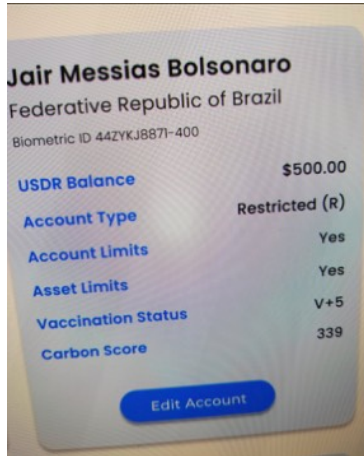 Jair Messias Bolsonaro
Federative Republic of Brazil
Biometric ID 44ZYKJ8871-400
USDR Balance $500.00
Account Type Restricted (R)
Account Limits Yes
Asset Limits Yes
Vaccination Status V+5
Carbon Score 339
Edit Account